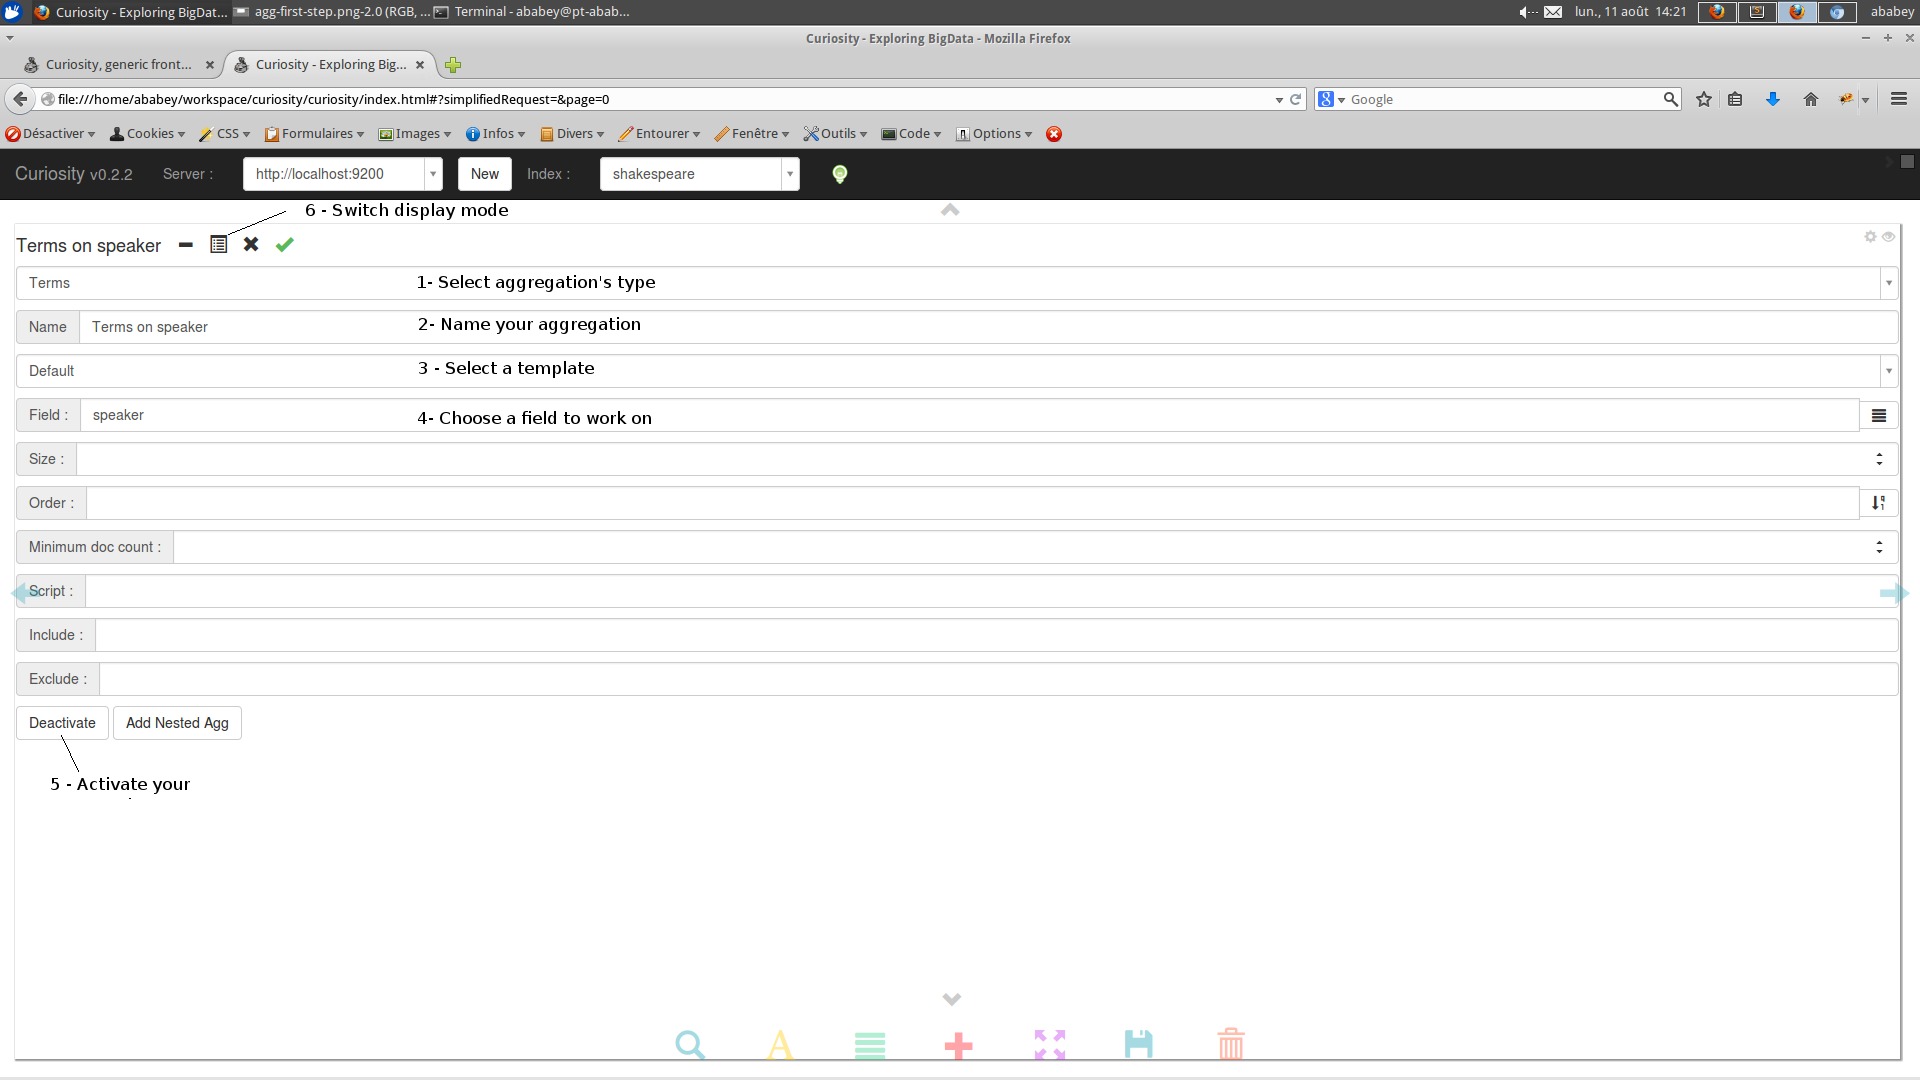 Curiosity - Exploring BigDat... agg-first-step.png-2.0 (RGB, ... Terminal - ababey@pt-abab... lun., 11 août 14:21 ababey
Curiosity - Exploring BigData - Mozilla Firefox
Curiosity, generic front... Curiosity - Exploring Big...
file:///home/ababey/workspace/curiosity/curiosity/index.html#?simplifiedRequest=&page=0 Google
Désactiver Cookies CSS Formulaires Images Infos Divers Entourer Fenêtre Outils Code Options
Curiosity v0.2.2 Server : http://localhost:9200 New Index : shakespeare
6 - Switch display mode
Terms on speaker
Terms 1- Select aggregation's type
Name Terms on speaker 2- Name your aggregation
Default 3 - Select a template
Field : speaker 4- Choose a field to work on
Size :
Order :
Minimum doc count :
Script :
Include :
Exclude :
Deactivate Add Nested Agg
5 - Activate your